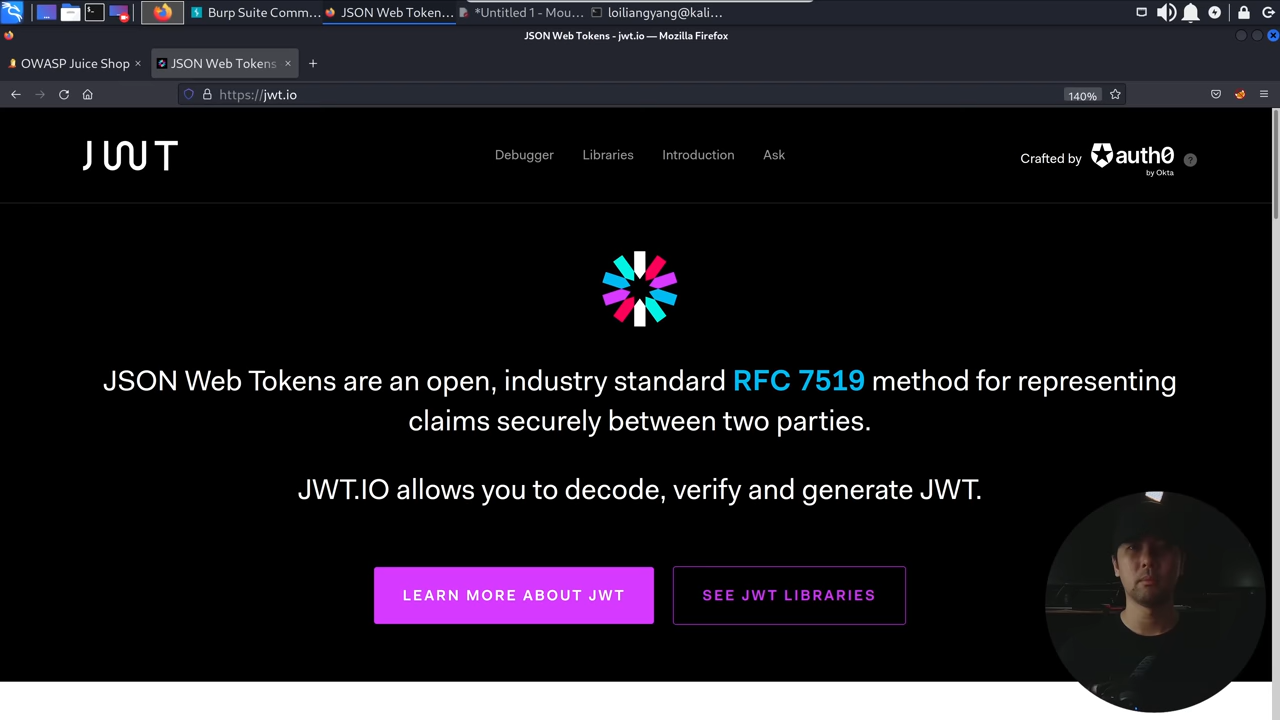 Burp Suite Comm...
JSON Web Token...
*Untitled 1 - Mou...
loiliangyang@kali...
JSON Web Tokens - jwt.io — Mozilla Firefox
OWASP Juice Shop
JSON Web Tokens
https://jwt.io
140%
JWT
Debugger
Libraries
Introduction
Ask
Crafted by
auth0
by Okta
?
JSON Web Tokens are an open, industry standard RFC 7519 method for representing
claims securely between two parties.
JWT.IO allows you to decode, verify and generate JWT.
LEARN MORE ABOUT JWT
SEE JWT LIBRARIES